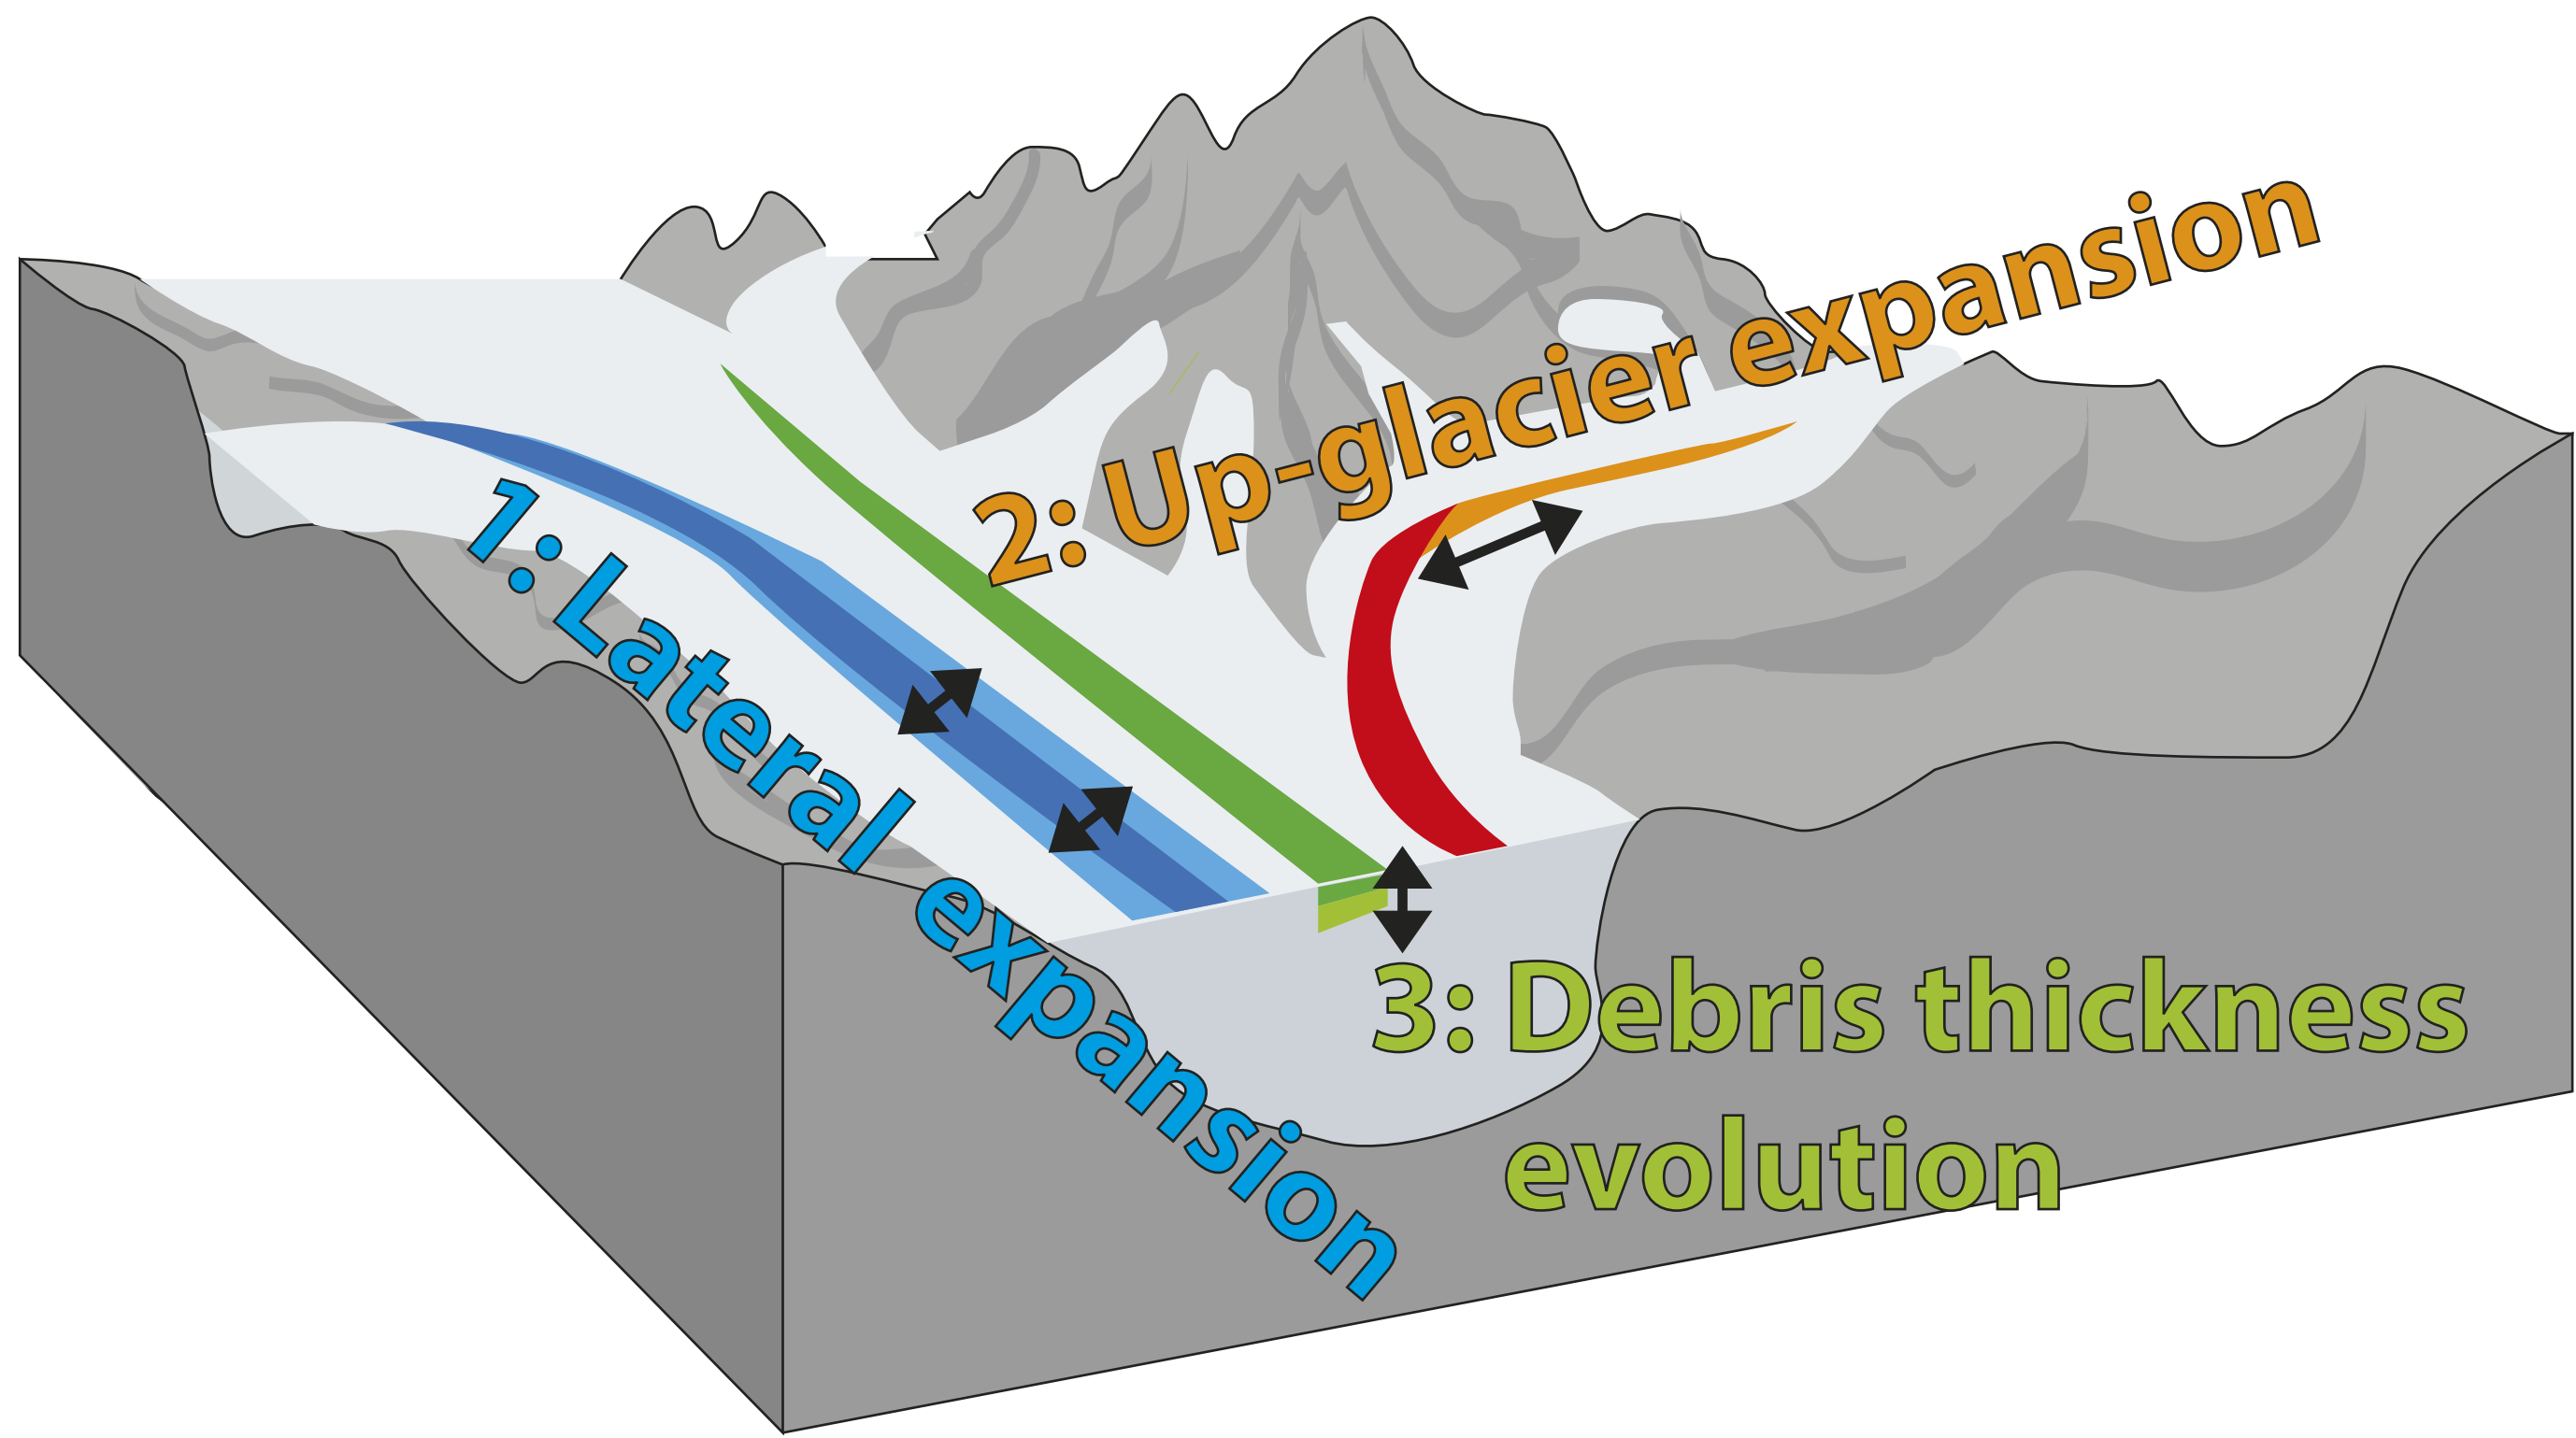 1: Lateral expansion
2: Up-glacier expansion
3: Debris thickness
evolution